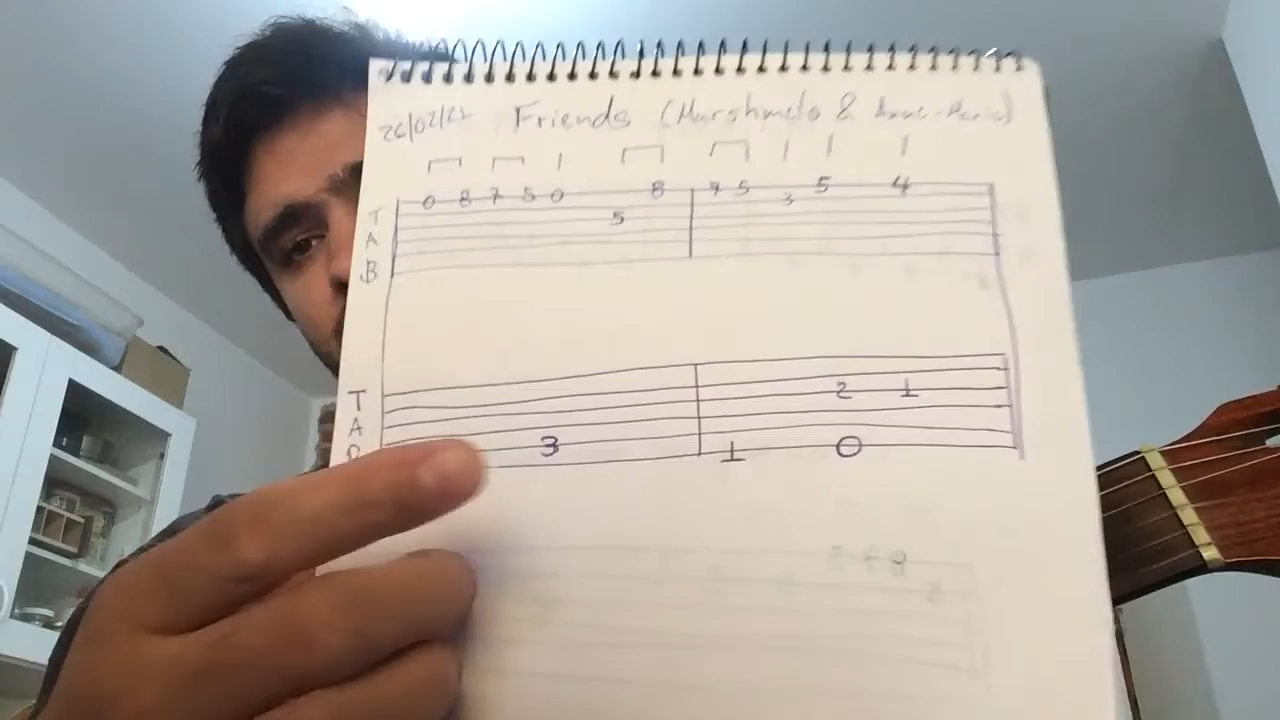 26/02/21 Friends (Marshmelo & Anne-Marie)
0 8 7 5 0 8 7 5 5 4
T 5 3
A
B
T 2 1
A
3 1 0